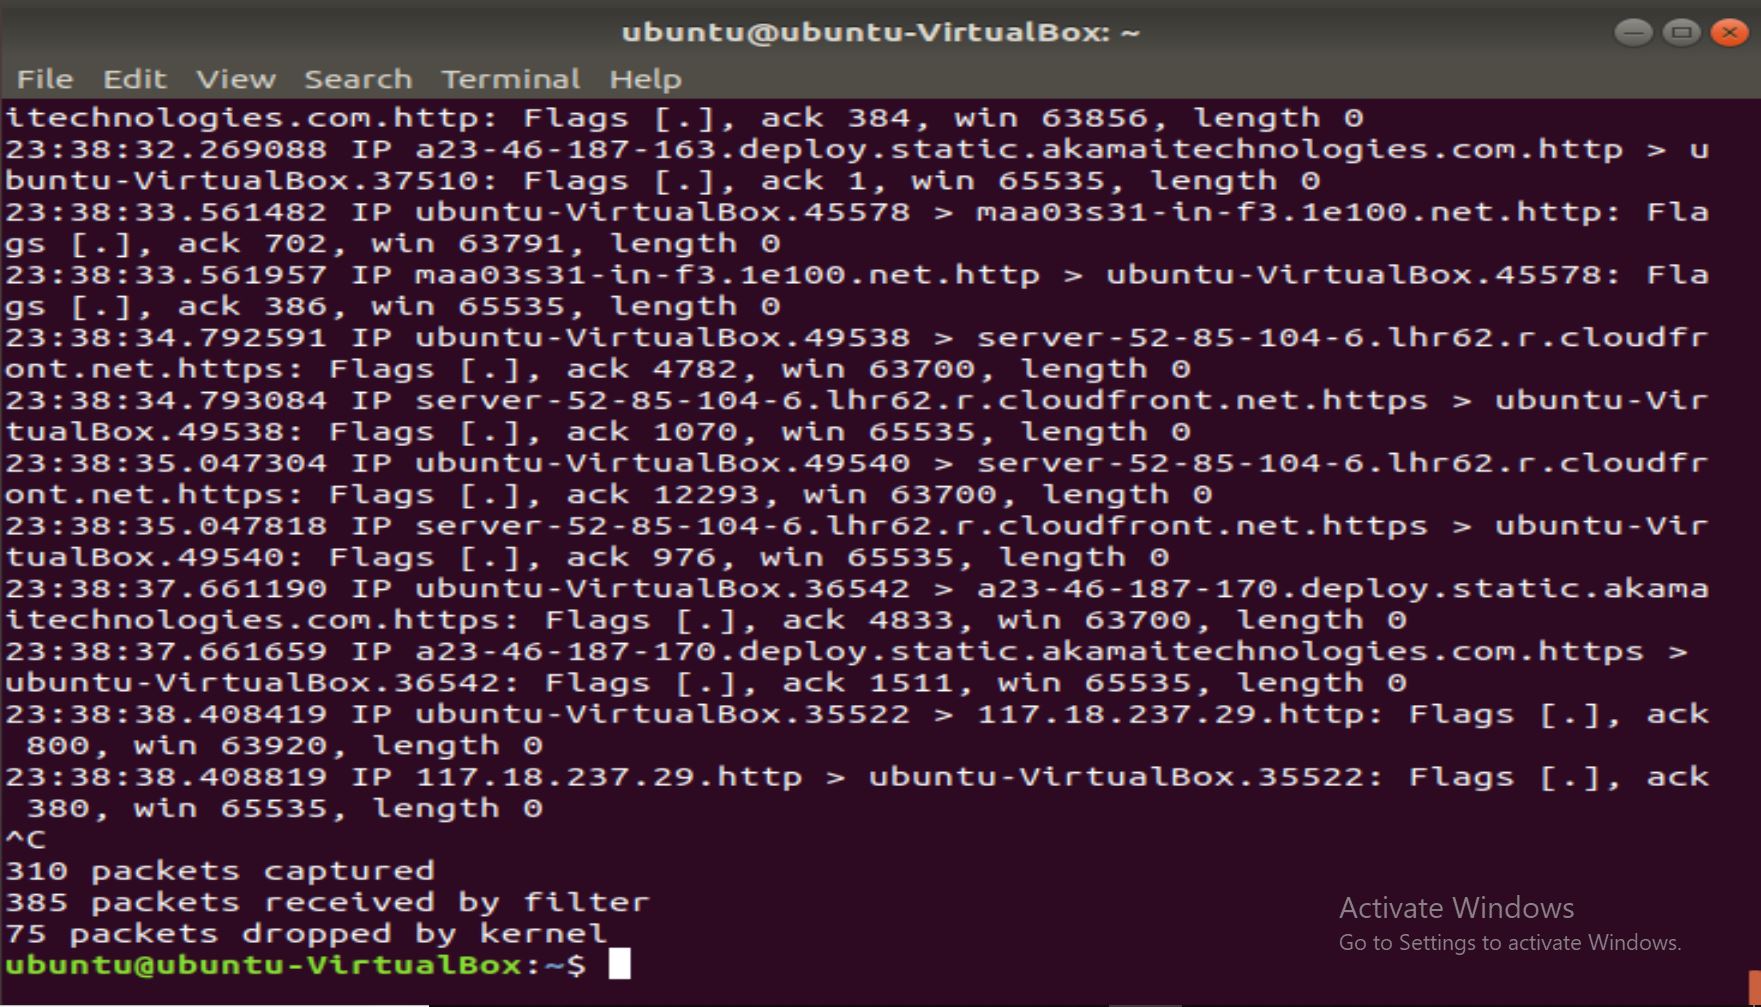 ubuntu@ubuntu-VirtualBox: ~
File Edit View Search Terminal Help
itechnologies.com.http: Flags [.], ack 384, win 63856, length 0
23:38:32.269088 IP a23-46-187-163.deploy.static.akamaitechnologies.com.http > u
buntu-VirtualBox.37510: Flags [.], ack 1, win 65535, length 0
23:38:33.561482 IP ubuntu-VirtualBox.45578 > maa03s31-in-f3.1e100.net.http: Fla
gs [.], ack 702, win 63791, length 0
23:38:33.561957 IP maa03s31-in-f3.1e100.net.http > ubuntu-VirtualBox.45578: Fla
gs [.], ack 386, win 65535, length 0
23:38:34.792591 IP ubuntu-VirtualBox.49538 > server-52-85-104-6.lhr62.r.cloudfr
ont.net.https: Flags [.], ack 4782, win 63700, length 0
23:38:34.793084 IP server-52-85-104-6.lhr62.r.cloudfront.net.https > ubuntu-Vir
tualBox.49538: Flags [.], ack 1070, win 65535, length 0
23:38:35.047304 IP ubuntu-VirtualBox.49540 > server-52-85-104-6.lhr62.r.cloudfr
ont.net.https: Flags [.], ack 12293, win 63700, length 0
23:38:35.047818 IP server-52-85-104-6.lhr62.r.cloudfront.net.https > ubuntu-Vir
tualBox.49540: Flags [.], ack 976, win 65535, length 0
23:38:37.661190 IP ubuntu-VirtualBox.36542 > a23-46-187-170.deploy.static.akama
itechnologies.com.https: Flags [.], ack 4833, win 63700, length 0
23:38:37.661659 IP a23-46-187-170.deploy.static.akamaitechnologies.com.https >
ubuntu-VirtualBox.36542: Flags [.], ack 1511, win 65535, length 0
23:38:38.408419 IP ubuntu-VirtualBox.35522 > 117.18.237.29.http: Flags [.], ack
 800, win 63920, length 0
23:38:38.408819 IP 117.18.237.29.http > ubuntu-VirtualBox.35522: Flags [.], ack
 380, win 65535, length 0
^C
310 packets captured
385 packets received by filter
75 packets dropped by kernel
ubuntu@ubuntu-VirtualBox:~$
Activate Windows
Go to Settings to activate Windows.